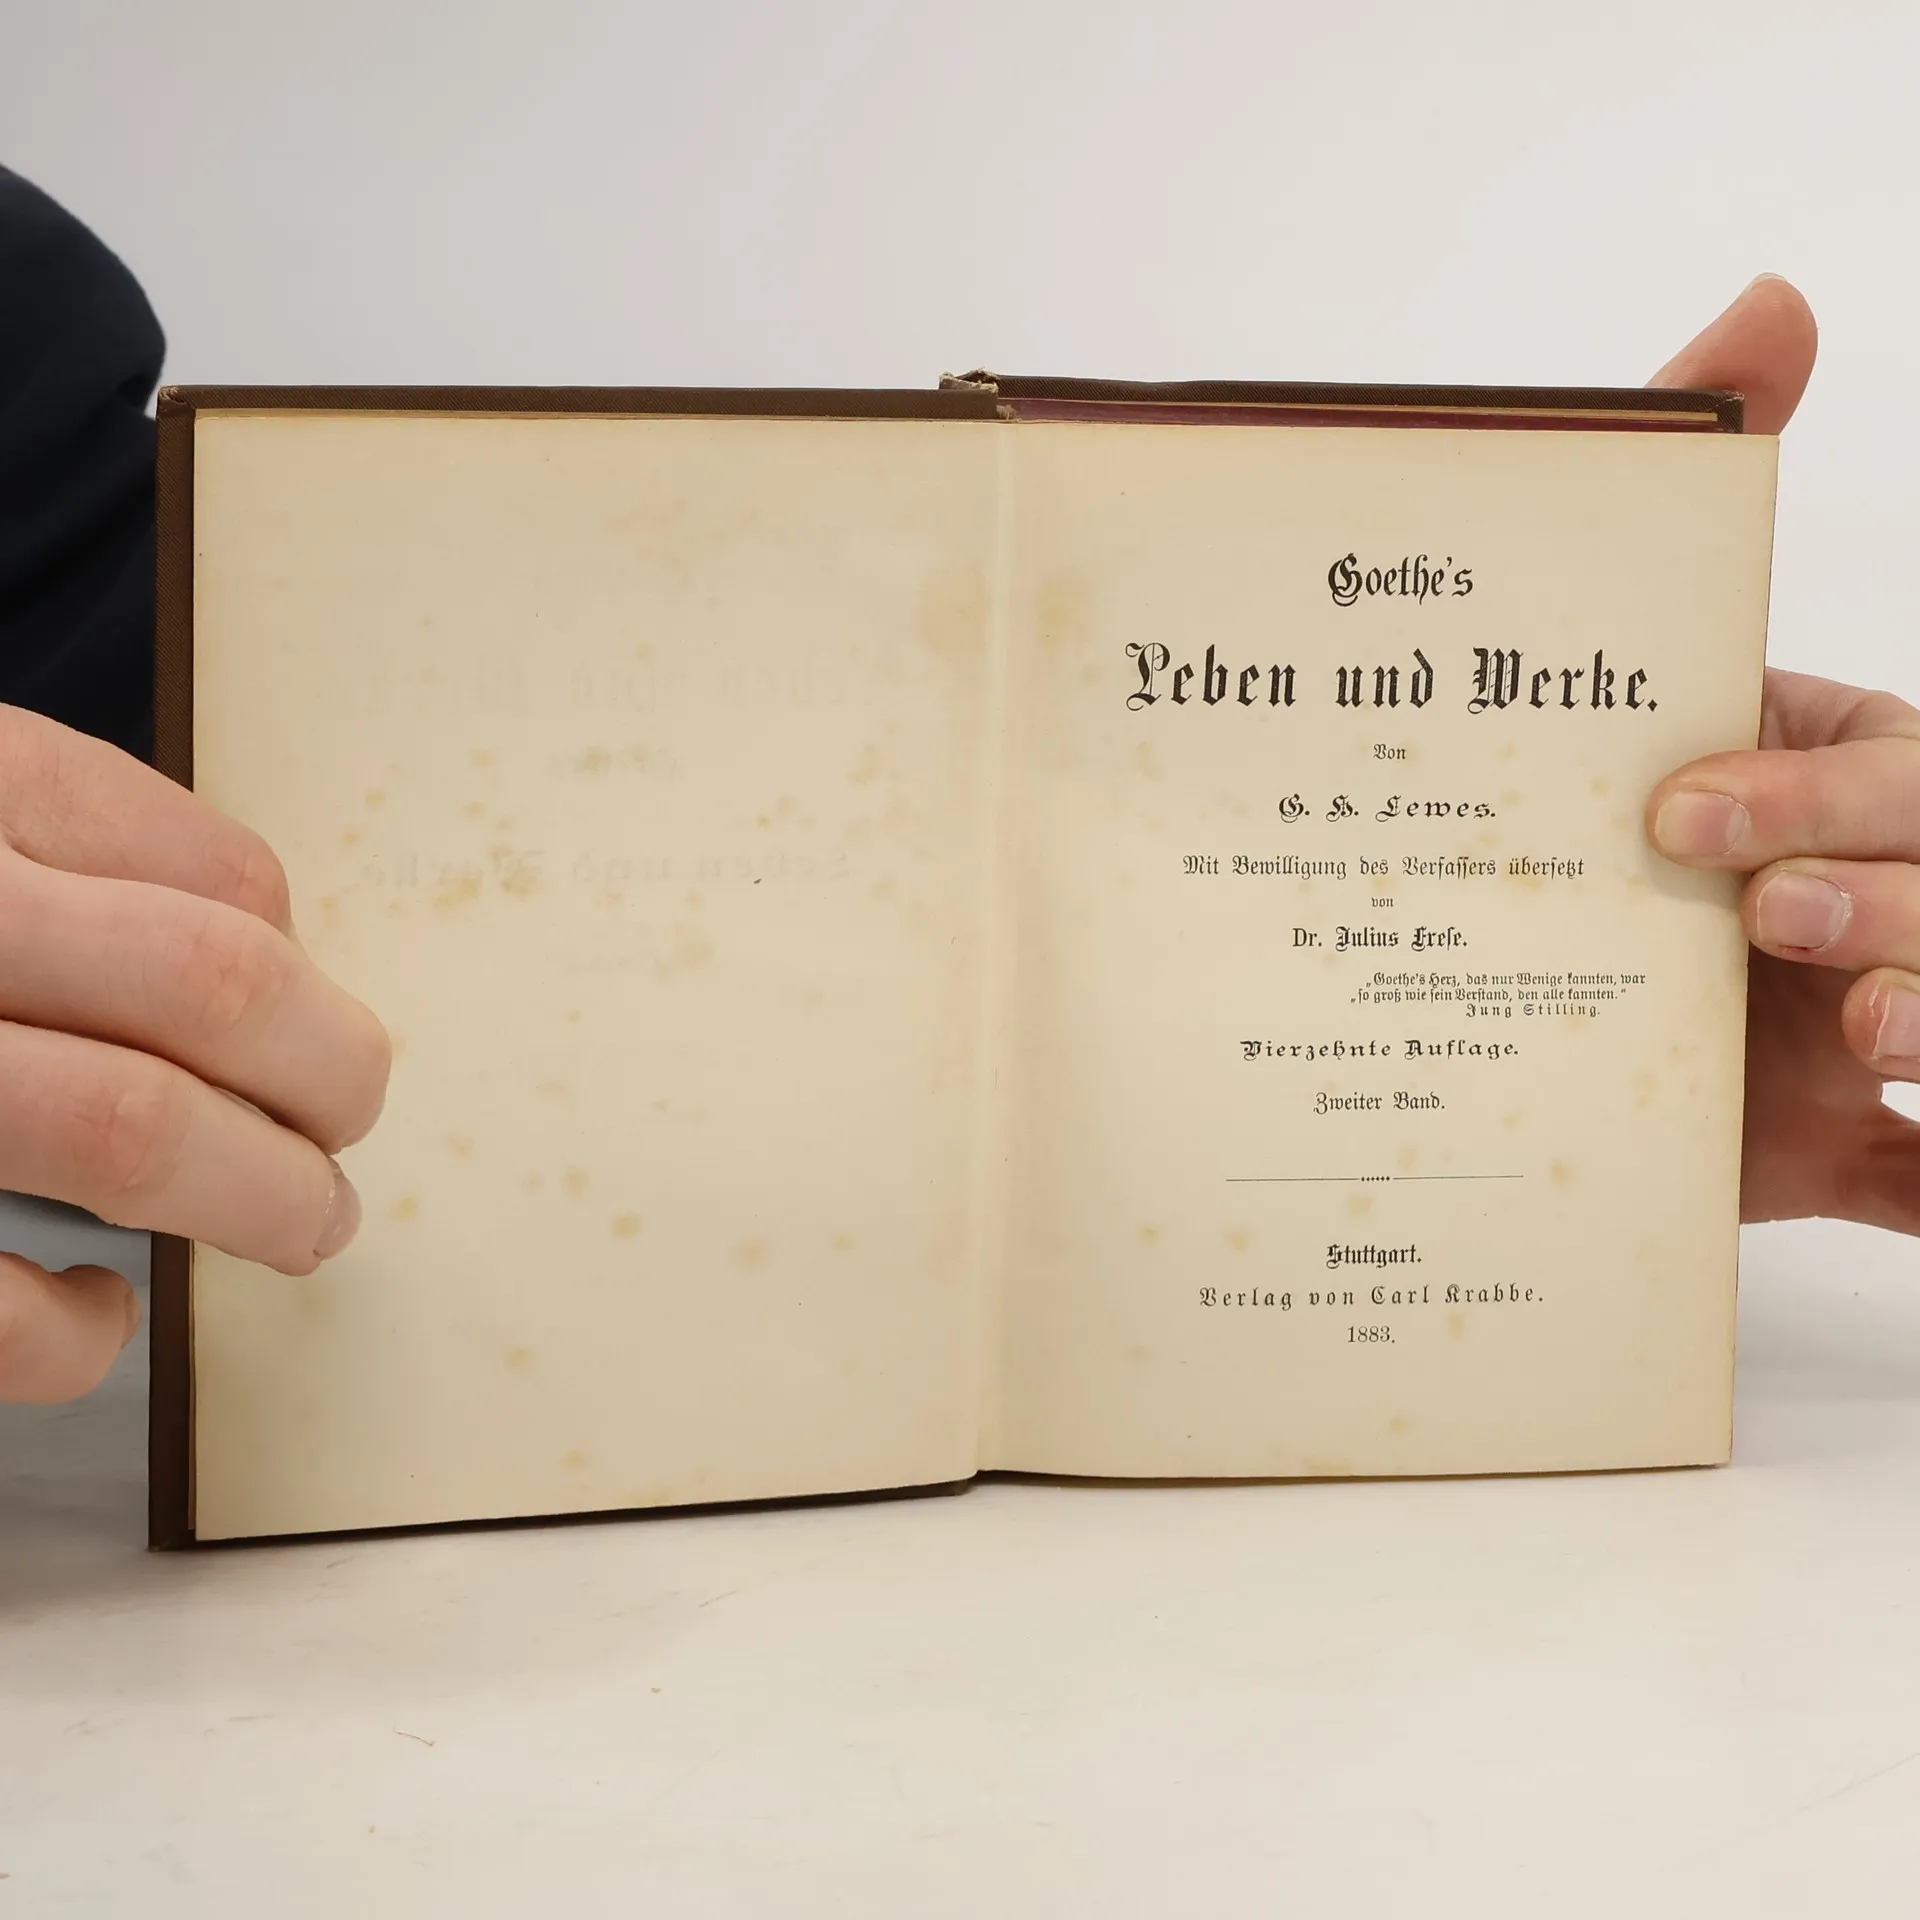 Goethe's
Leben und Werke.
Von
G. H. Lewes.
Mit Bewilligung des Verfassers übersetzt
von
Dr. Julius Frese.
„Goethe's Herz, das nur Wenige kannten, war
„so groß wie sein Verstand, den alle kannten.“
Jung Stilling.
Vierzehnte Auflage.
Zweiter Band.
Stuttgart.
Verlag von Carl Krabbe.
1883.